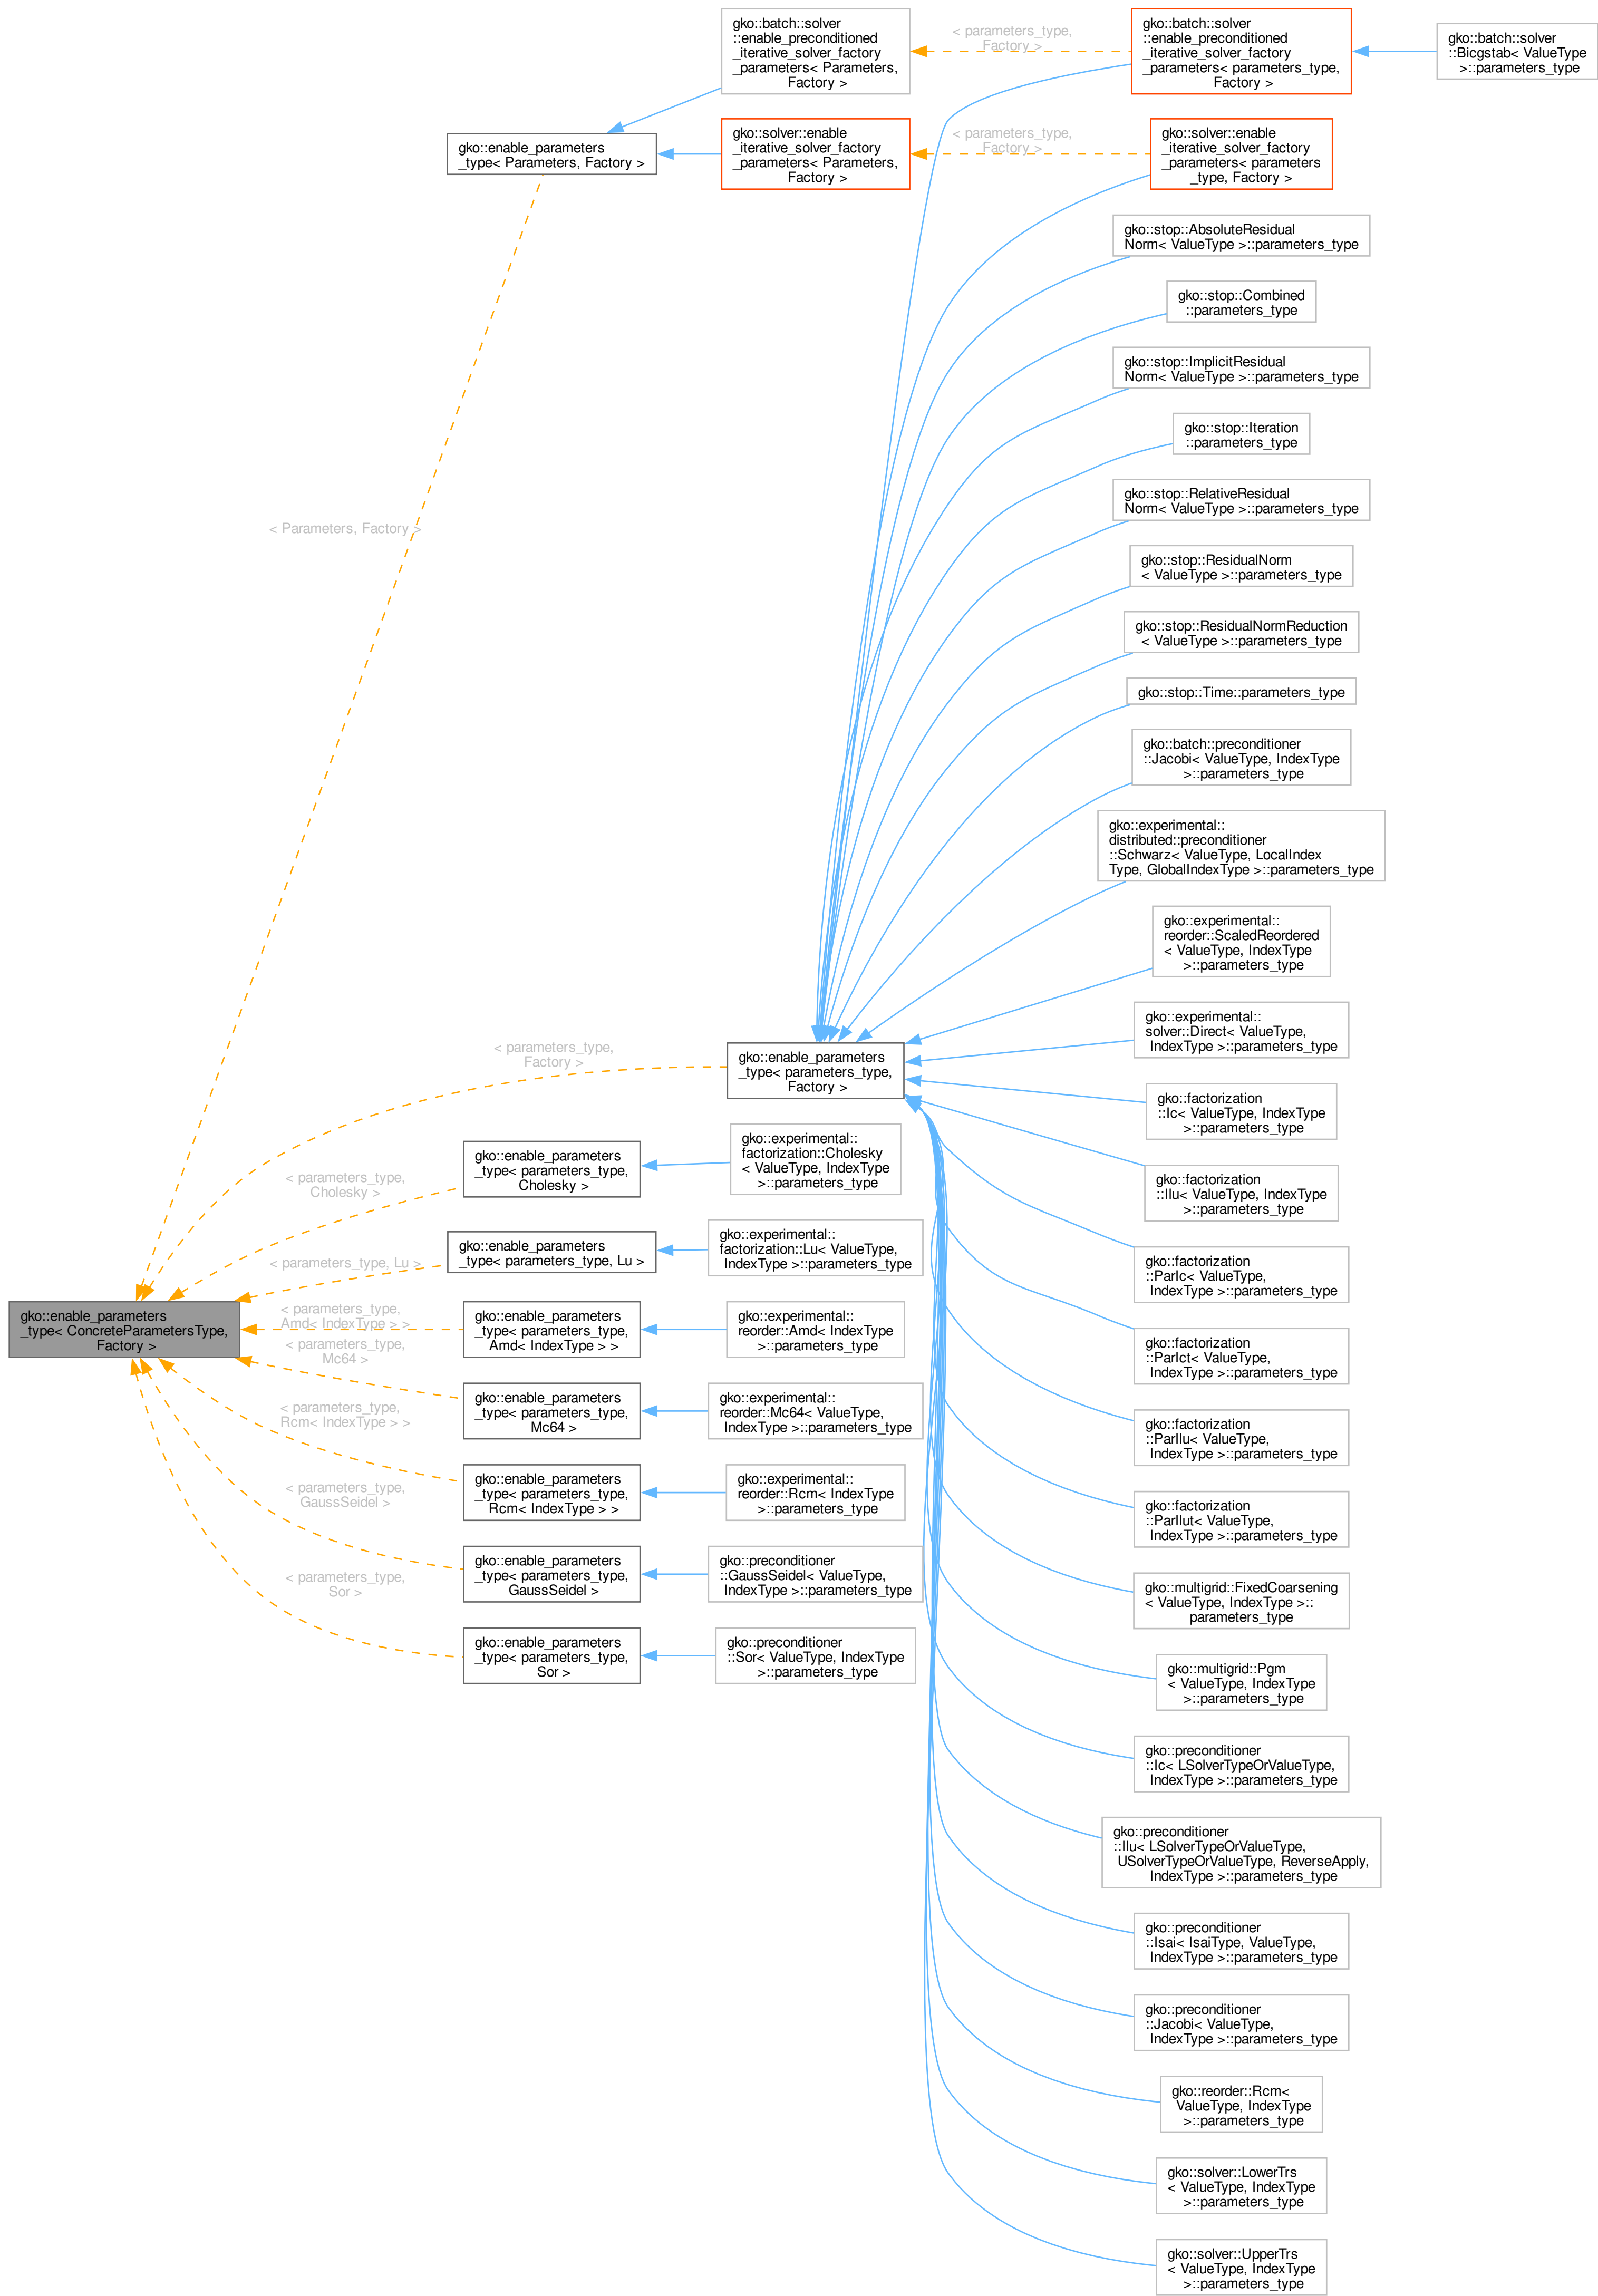 gko::batch::solver
::enable_preconditioned
_iterative_solver_factory
_parameters< Parameters,
Factory >
< parameters_type,
Factory >
gko::batch::solver
::enable_preconditioned
_iterative_solver_factory
_parameters< parameters_type,
Factory >
gko::batch::solver
::Bicgstab< ValueType
>::parameters_type
gko::enable_parameters
_type< Parameters, Factory >
gko::solver::enable
_iterative_solver_factory
_parameters< Parameters,
Factory >
< parameters_type,
Factory >
gko::solver::enable
_iterative_solver_factory
_parameters< parameters
_type, Factory >
gko::stop::AbsoluteResidual
Norm< ValueType >::parameters_type
gko::stop::Combined
::parameters_type
gko::stop::ImplicitResidual
Norm< ValueType >::parameters_type
gko::stop::Iteration
::parameters_type
gko::stop::RelativeResidual
Norm< ValueType >::parameters_type
< Parameters, Factory >
gko::stop::ResidualNorm
< ValueType >::parameters_type
gko::stop::ResidualNormReduction
< ValueType >::parameters_type
gko::stop::Time::parameters_type
gko::batch::preconditioner
::Jacobi< ValueType, IndexType
>::parameters_type
gko::experimental::
distributed::preconditioner
::Schwarz< ValueType, LocalIndex
Type, GlobalIndexType >::parameters_type
gko::experimental::
reorder::ScaledReordered
< ValueType, IndexType
>::parameters_type
gko::experimental::
solver::Direct< ValueType,
IndexType >::parameters_type
< parameters_type,
Factory >
gko::enable_parameters
_type< parameters_type,
Factory >
gko::factorization
::Ic< ValueType, IndexType
>::parameters_type
gko::factorization
::Ilu< ValueType, IndexType
>::parameters_type
< parameters_type,
Cholesky >
gko::enable_parameters
_type< parameters_type,
Cholesky >
gko::experimental::
factorization::Cholesky
< ValueType, IndexType
>::parameters_type
< parameters_type, Lu >
gko::enable_parameters
_type< parameters_type, Lu >
gko::experimental::
factorization::Lu< ValueType,
IndexType >::parameters_type
gko::factorization
::ParIc< ValueType,
IndexType >::parameters_type
gko::enable_parameters
_type< ConcreteParametersType,
Factory >
< parameters_type,
Amd< IndexType > >
gko::enable_parameters
_type< parameters_type,
Amd< IndexType > >
gko::experimental::
reorder::Amd< IndexType
>::parameters_type
gko::factorization
::ParIct< ValueType,
IndexType >::parameters_type
< parameters_type,
Mc64 >
gko::enable_parameters
_type< parameters_type,
Mc64 >
gko::experimental::
reorder::Mc64< ValueType,
IndexType >::parameters_type
gko::factorization
::ParIlu< ValueType,
IndexType >::parameters_type
< parameters_type,
Rcm< IndexType > >
gko::enable_parameters
_type< parameters_type,
Rcm< IndexType > >
gko::experimental::
reorder::Rcm< IndexType
>::parameters_type
gko::factorization
::ParIlut< ValueType,
IndexType >::parameters_type
< parameters_type,
GaussSeidel >
gko::enable_parameters
_type< parameters_type,
GaussSeidel >
gko::preconditioner
::GaussSeidel< ValueType,
IndexType >::parameters_type
gko::multigrid::FixedCoarsening
< ValueType, IndexType >::
parameters_type
< parameters_type,
Sor >
gko::enable_parameters
_type< parameters_type,
Sor >
gko::preconditioner
::Sor< ValueType, IndexType
>::parameters_type
gko::multigrid::Pgm
< ValueType, IndexType
>::parameters_type
gko::preconditioner
::Ic< LSolverTypeOrValueType,
IndexType >::parameters_type
gko::preconditioner
::Ilu< LSolverTypeOrValueType,
USolverTypeOrValueType, ReverseApply,
IndexType >::parameters_type
gko::preconditioner
::Isai< IsaiType, ValueType,
IndexType >::parameters_type
gko::preconditioner
::Jacobi< ValueType,
IndexType >::parameters_type
gko::reorder::Rcm<
ValueType, IndexType
>::parameters_type
gko::solver::LowerTrs
< ValueType, IndexType
>::parameters_type
gko::solver::UpperTrs
< ValueType, IndexType
>::parameters_type